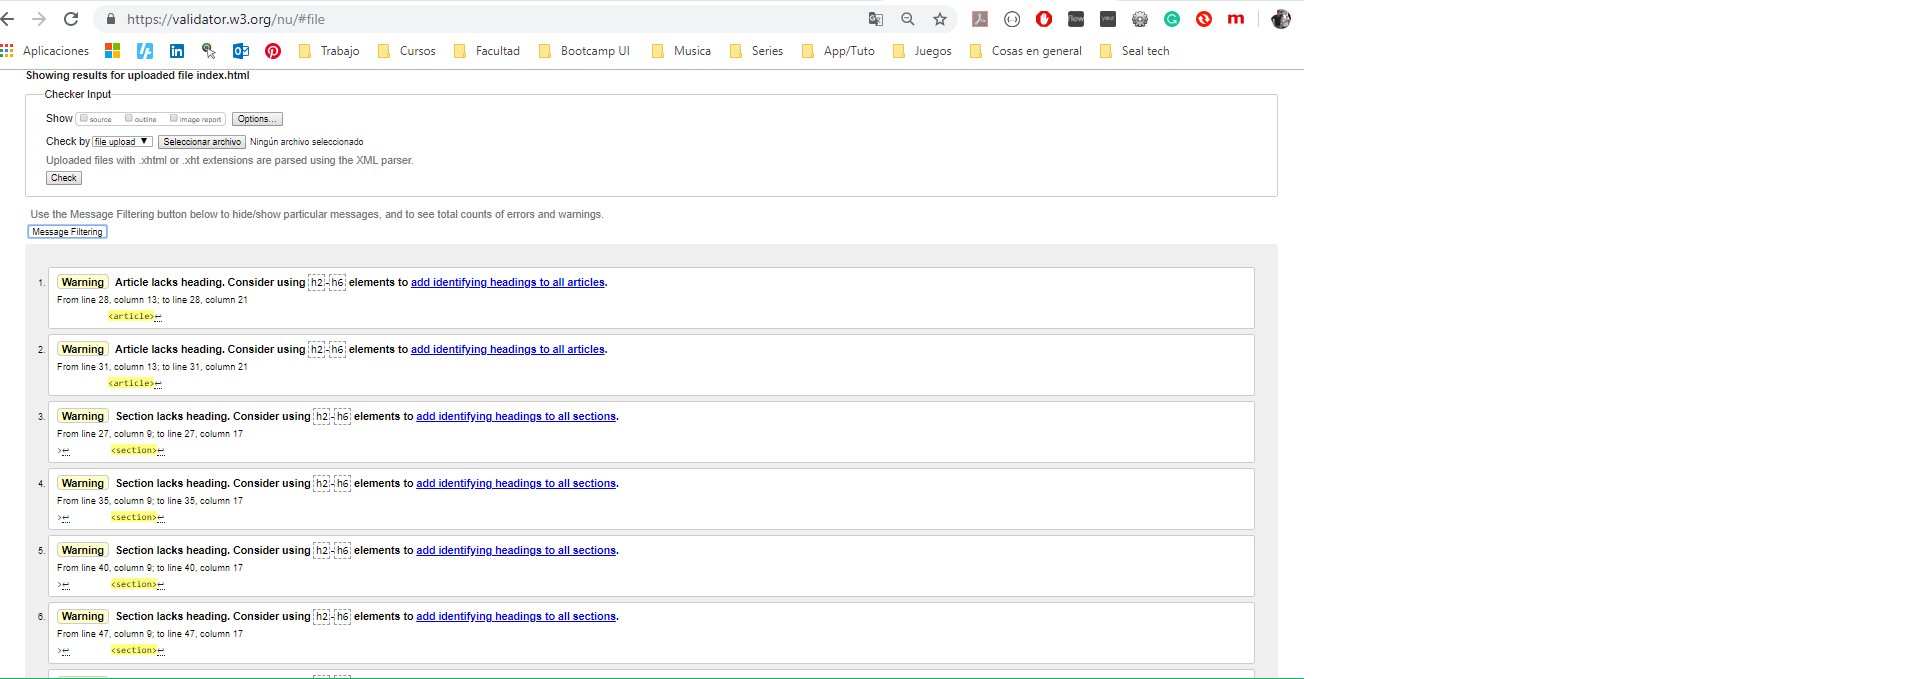 https://validator.w3.org/nu/#file
Aplicaciones Trabajo Cursos Facultad Bootcamp UI Musica Series App/Tuto Juegos Cosas en general Seal tech
Showing results for uploaded file index.html
Checker Input
Show source outline image report Options...
Check by file upload Seleccionar archivo Ningún archivo seleccionado
Uploaded files with .xhtml or .xht extensions are parsed using the XML parser.
Check
Use the Message Filtering button below to hide/show particular messages, and to see total counts of errors and warnings.
Message Filtering
1. Warning Article lacks heading. Consider using h2-h6 elements to add identifying headings to all articles.
From line 28, column 13; to line 28, column 21
<article>↩
2. Warning Article lacks heading. Consider using h2-h6 elements to add identifying headings to all articles.
From line 31, column 13; to line 31, column 21
<article>↩
3. Warning Section lacks heading. Consider using h2-h6 elements to add identifying headings to all sections.
From line 27, column 9; to line 27, column 17
>↩ <section>↩
4. Warning Section lacks heading. Consider using h2-h6 elements to add identifying headings to all sections.
From line 35, column 9; to line 35, column 17
>↩ <section>↩
5. Warning Section lacks heading. Consider using h2-h6 elements to add identifying headings to all sections.
From line 40, column 9; to line 40, column 17
>↩ <section>↩
6. Warning Section lacks heading. Consider using h2-h6 elements to add identifying headings to all sections.
From line 47, column 9; to line 47, column 17
>↩ <section>↩